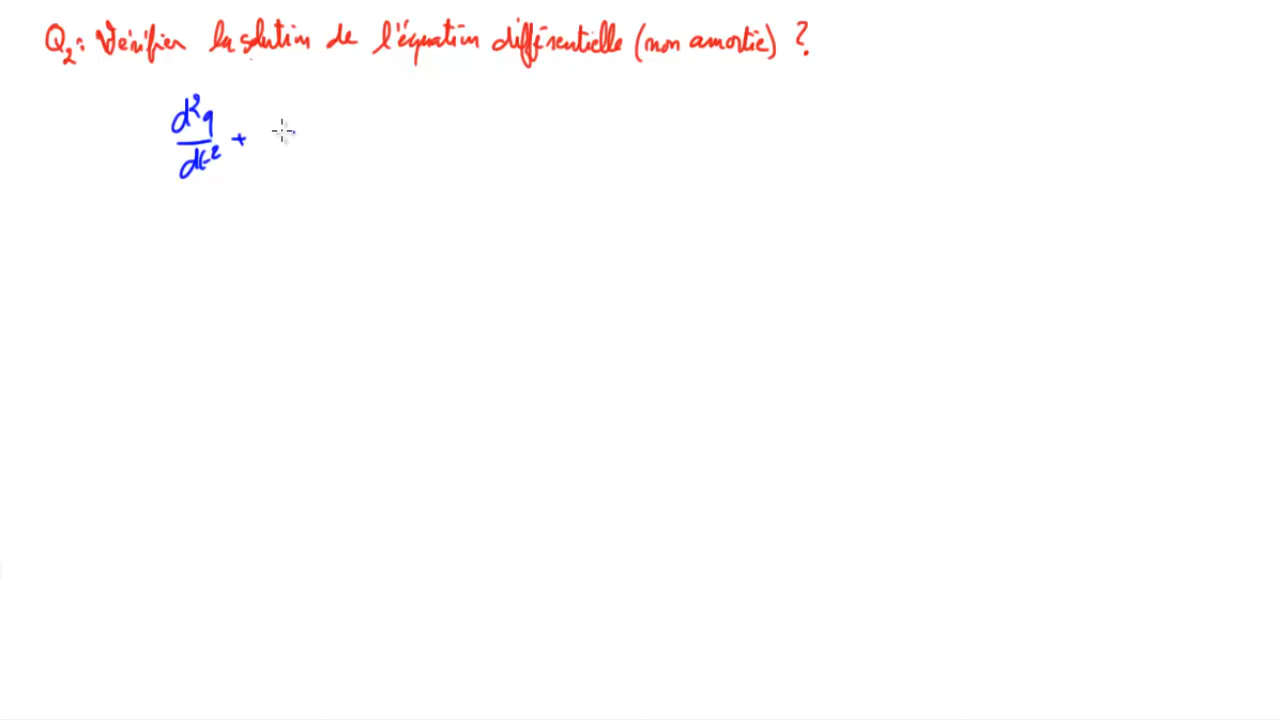 Q2: Vérifier la solution de l'équation différentielle (non amortie) ?
d²q
dt² +